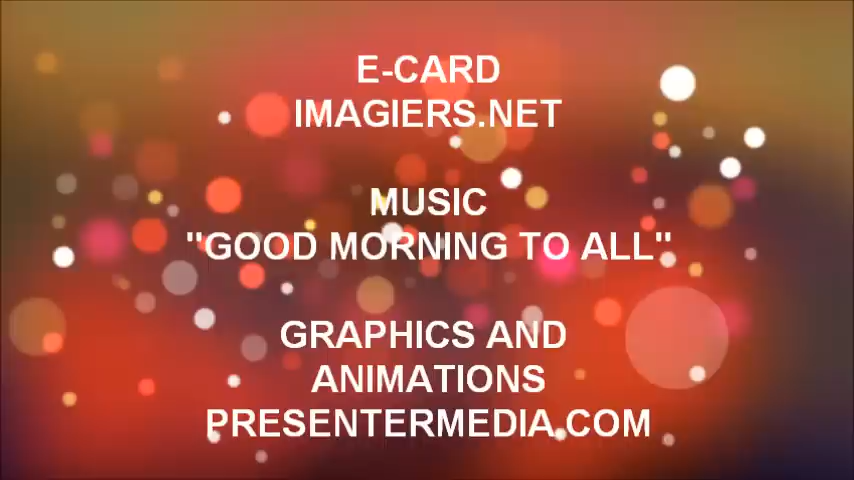 E-CARD
IMAGIERS.NET
MUSIC
"GOOD MORNING TO ALL"
GRAPHICS AND
ANIMATIONS
PRESENTERMEDIA.COM